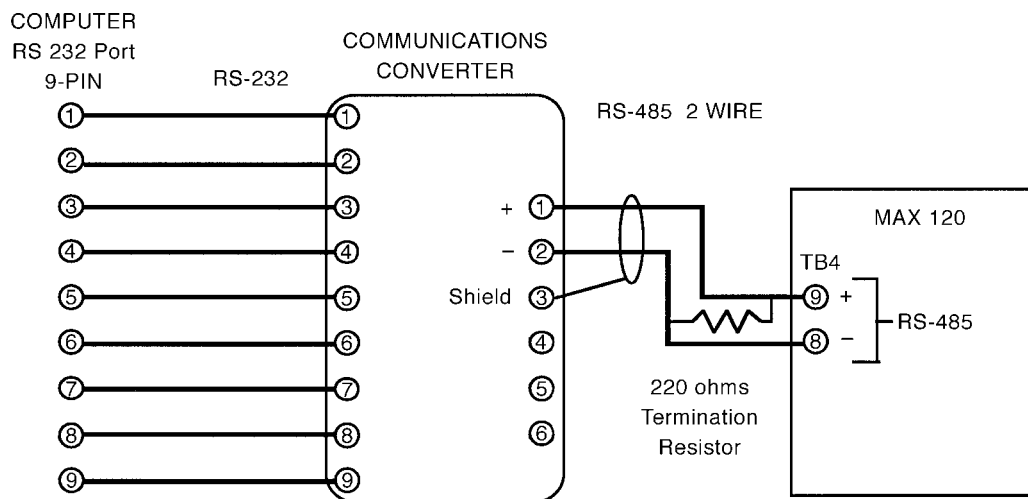 COMPUTER
RS 232 Port
9-PIN
RS-232
COMMUNICATIONS
CONVERTER
RS-485 2 WIRE
1 1
2 2
3 3
4 4
5 5
6 6
7 7
8 8
9 9
+ 1
− 2
Shield 3
4
5
6
220 ohms
Termination
Resistor
MAX 120
TB4
9 +
8 −
RS-485